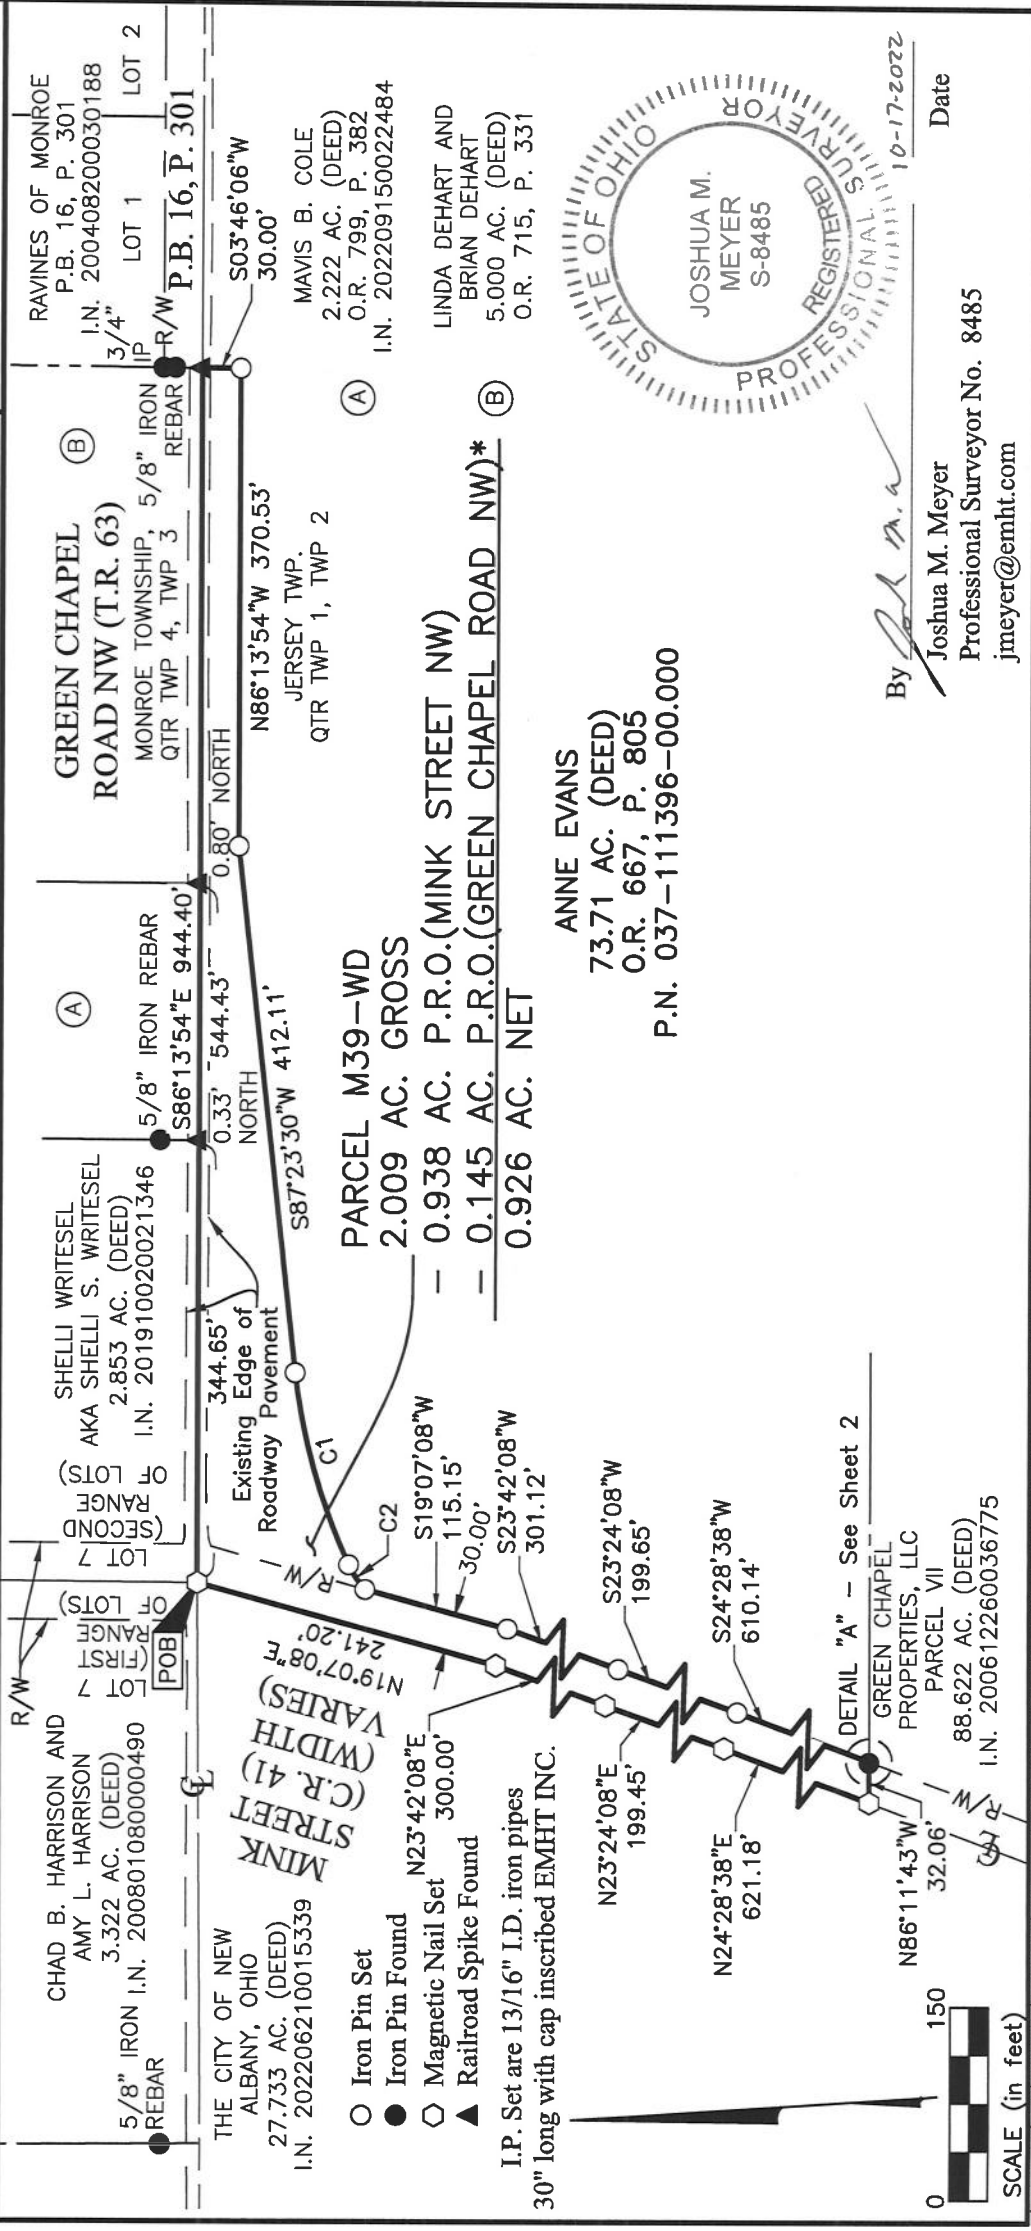 R/W
CHAD B. HARRISON AND
AMY L. HARRISON
3.322 AC. (DEED)
I.N. 200801080000490
5/8" IRON
REBAR
LOT 7
(FIRST
RANGE
OF LOTS)
LOT 7
(SECOND
RANGE
OF LOTS)
SHELLI WRITESEL
AKA SHELLI S. WRITESEL
2.853 AC. (DEED)
I.N. 201910020021346
5/8" IRON REBAR
A
GREEN CHAPEL
ROAD NW (T.R. 63)
B
MONROE TOWNSHIP,
QTR TWP 4, TWP 3
5/8" IRON
REBAR
3/4"
IP
R/W
RAVINES OF MONROE
P.B. 16, P. 301
I.N. 200408200030188
LOT 1
LOT 2
P.B. 16, P. 301
POB
CL
S86°13'54"E 944.40'
344.65'
0.33'
NORTH
544.43'
0.80' NORTH
S03°46'06"W
30.00'
N86°13'54"W 370.53'
JERSEY TWP.
QTR TWP 1, TWP 2
S87°23'30"W 412.11'
Existing Edge of
Roadway Pavement
C1
C2
R/W
THE CITY OF NEW
ALBANY, OHIO
27.733 AC. (DEED)
I.N. 202206210015339
MINK
STREET
(C.R. 41)
(WIDTH
VARIES)
N19°07'08"E
241.20'
S19°07'08"W
115.15'
30.00'
S23°42'08"W
301.12'
S23°24'08"W
199.65'
S24°28'38"W
610.14'
N23°42'08"E
300.00'
N23°24'08"E
199.45'
N24°28'38"E
621.18'
N86°11'43"W
32.06'
DETAIL "A" – See Sheet 2
GREEN CHAPEL
PROPERTIES, LLC
PARCEL VII
88.622 AC. (DEED)
I.N. 200612260036775
R/W
CL
PARCEL M39-WD
2.009 AC. GROSS
– 0.938 AC. P.R.O.(MINK STREET NW)
– 0.145 AC. P.R.O.(GREEN CHAPEL ROAD NW)*
0.926 AC. NET
ANNE EVANS
73.71 AC. (DEED)
O.R. 667, P. 805
P.N. 037-111396-00.000
A
MAVIS B. COLE
2.222 AC. (DEED)
O.R. 799, P. 382
I.N. 202209150022484
B
LINDA DEHART AND
BRIAN DEHART
5.000 AC. (DEED)
O.R. 715, P. 331
Iron Pin Set
Iron Pin Found
Magnetic Nail Set
Railroad Spike Found
I.P. Set are 13/16" I.D. iron pipes
30" long with cap inscribed EMHT INC.
0 150
SCALE (in feet)
STATE OF OHIO
JOSHUA M.
MEYER
S-8485
REGISTERED
PROFESSIONAL SURVEYOR
By
10-17-2022
Joshua M. Meyer
Date
Professional Surveyor No. 8485
jmeyer@emht.com